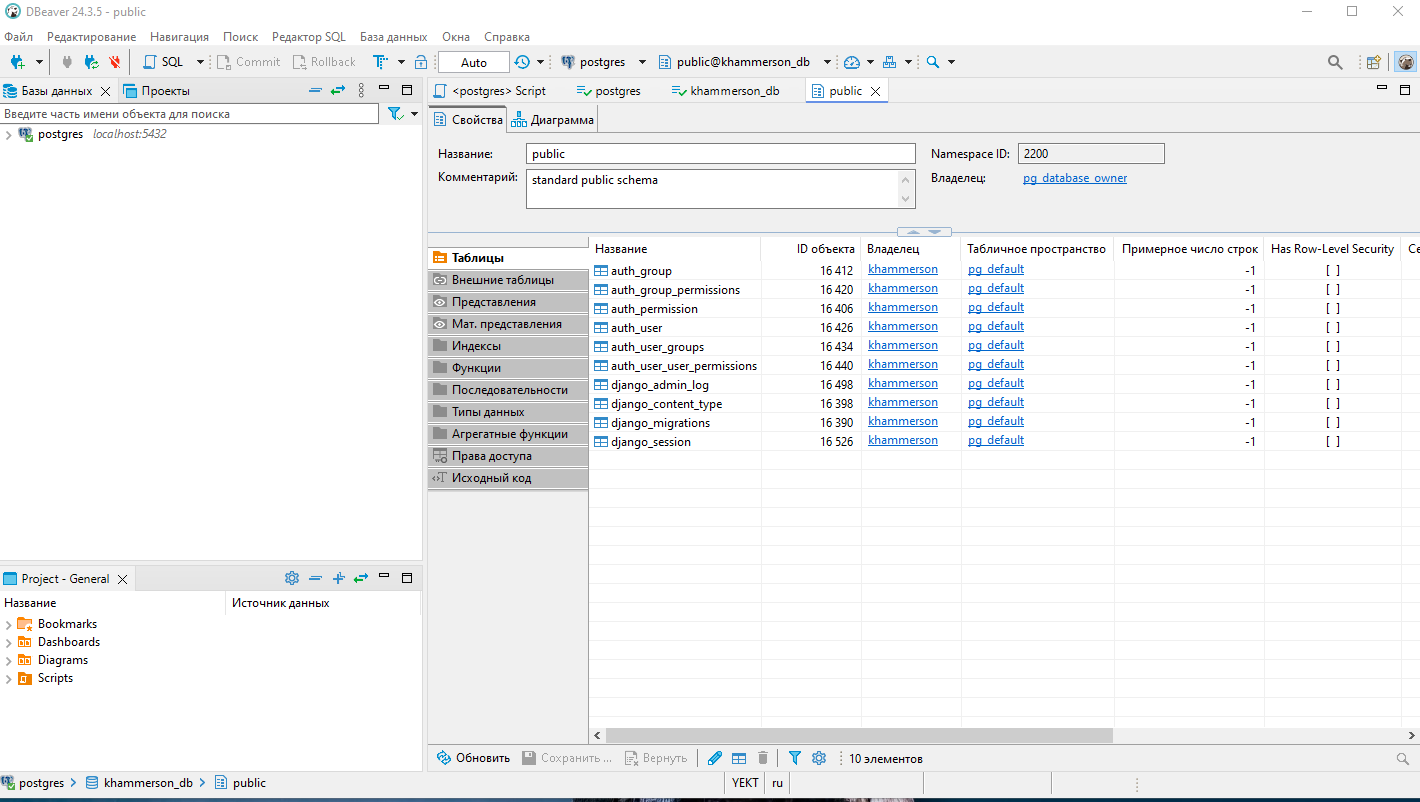 DBeaver 24.3.5 - public
Файл Редактирование Навигация Поиск Редактор SQL База данных Окна Справка
SQL Commit Rollback Auto postgres public@khammerson_db
Базы данных Проекты
<postgres> Script postgres khammerson_db public
Введите часть имени объекта для поиска
postgres localhost:5432
Свойства Диаграмма
Название: public Namespace ID: 2200
Комментарий: standard public schema Владелец: pg_database_owner
Таблицы
Внешние таблицы
Представления
Мат. представления
Индексы
Функции
Последовательности
Типы данных
Агрегатные функции
Права доступа
Исходный код
Название ID объекта Владелец Табличное пространство Примерное число строк Has Row-Level Security Се
auth_group 16 412 khammerson pg_default -1 [ ]
auth_group_permissions 16 420 khammerson pg_default -1 [ ]
auth_permission 16 406 khammerson pg_default -1 [ ]
auth_user 16 426 khammerson pg_default -1 [ ]
auth_user_groups 16 434 khammerson pg_default -1 [ ]
auth_user_user_permissions 16 440 khammerson pg_default -1 [ ]
django_admin_log 16 498 khammerson pg_default -1 [ ]
django_content_type 16 398 khammerson pg_default -1 [ ]
django_migrations 16 390 khammerson pg_default -1 [ ]
django_session 16 526 khammerson pg_default -1 [ ]
Project - General
Название Источник данных
Bookmarks
Dashboards
Diagrams
Scripts
Обновить Сохранить ... Вернуть 10 элементов
postgres khammerson_db public YEKT ru